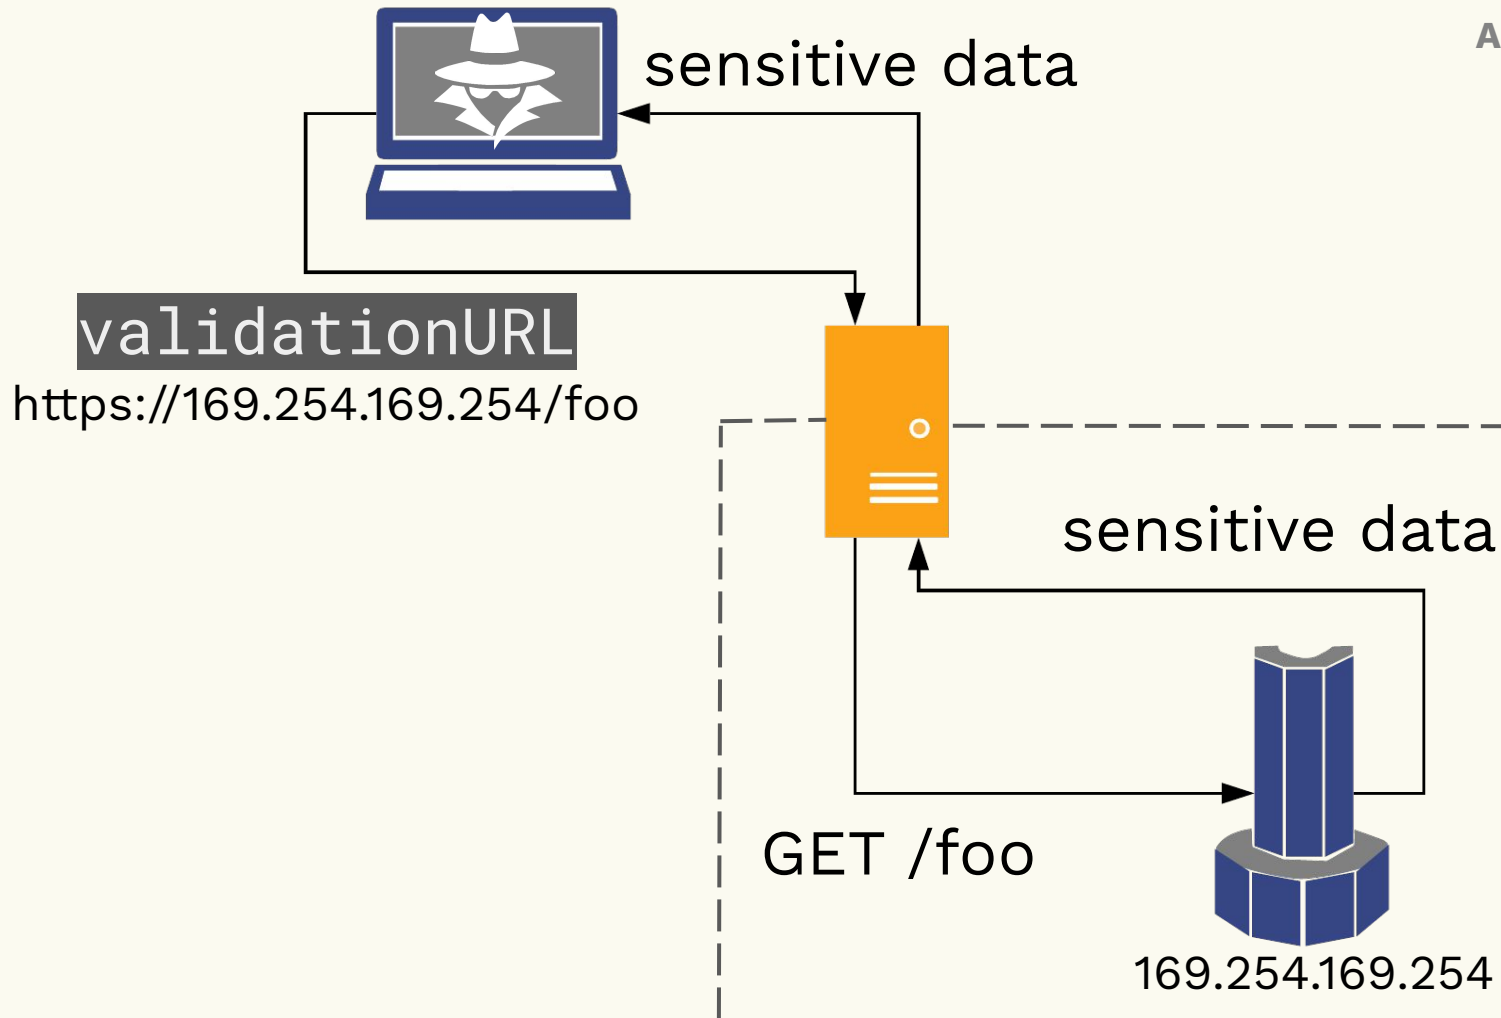 A
sensitive data
validationURL
https://169.254.169.254/foo
sensitive data
GET /foo
169.254.169.254